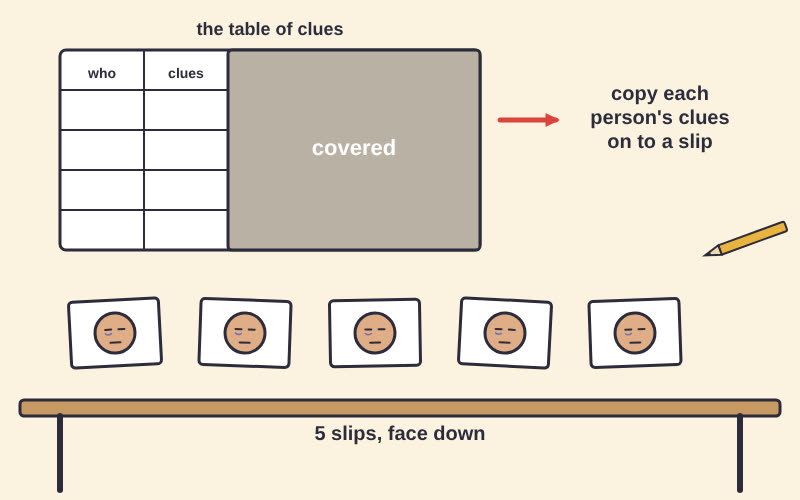 the table of clues
who
clues
covered
copy each
person's clues
on to a slip
5 slips, face down